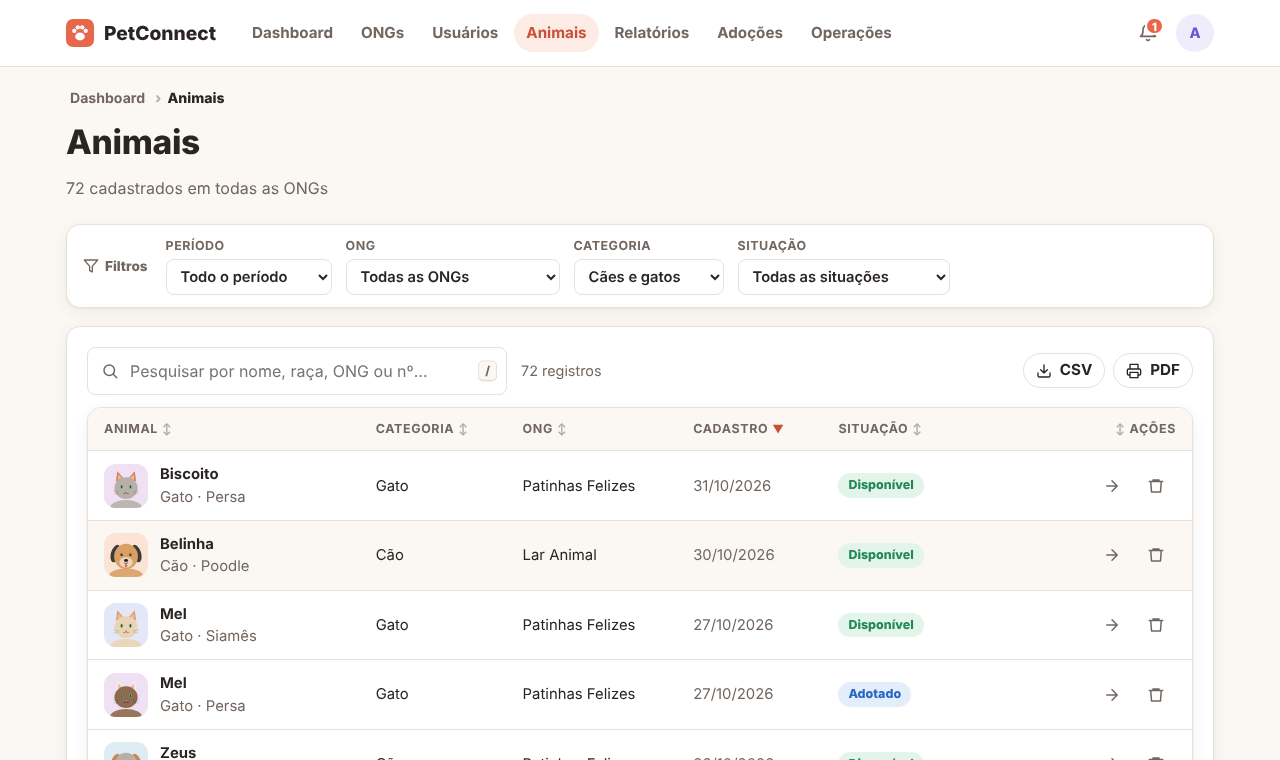 PetConnect Dashboard ONGs Usuários Animais Relatórios Adoções Operações 1 A
Dashboard › Animais
Animais
72 cadastrados em todas as ONGs
Filtros
PERÍODO ONG CATEGORIA SITUAÇÃO
Todo o período Todas as ONGs Cães e gatos Todas as situações
Pesquisar por nome, raça, ONG ou nº... / 72 registros CSV PDF
ANIMAL CATEGORIA ONG CADASTRO SITUAÇÃO AÇÕES
Biscoito
Gato · Persa
Gato Patinhas Felizes 31/10/2026 Disponível
Belinha
Cão · Poodle
Cão Lar Animal 30/10/2026 Disponível
Mel
Gato · Siamês
Gato Patinhas Felizes 27/10/2026 Disponível
Mel
Gato · Persa
Gato Patinhas Felizes 27/10/2026 Adotado
Zeus